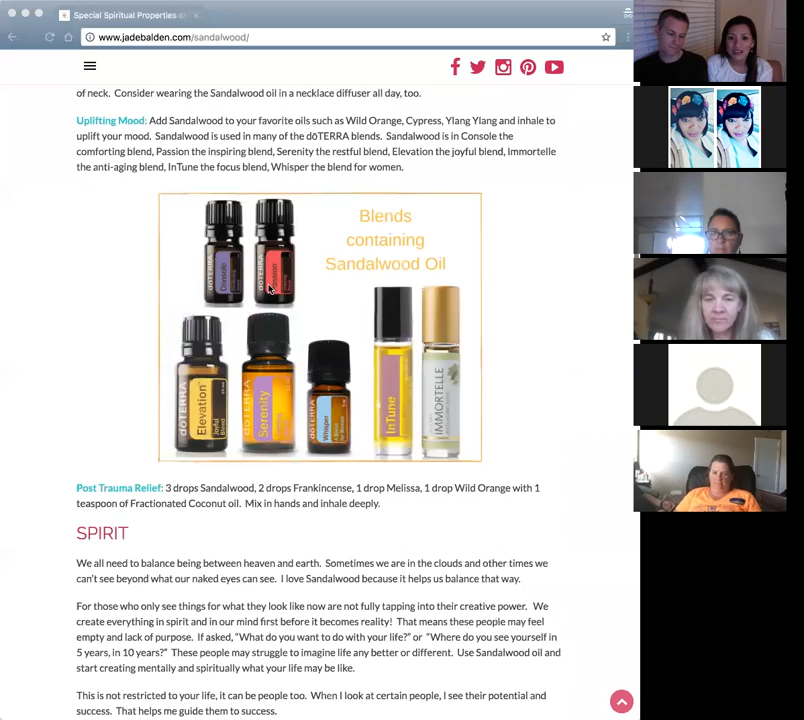 Special Spiritual Properties of
www.jadebalden.com/sandalwood/
of neck. Consider wearing the Sandalwood oil in a necklace diffuser all day, too.
Uplifting Mood: Add Sandalwood to your favorite oils such as Wild Orange, Cypress, Ylang Ylang and inhale to
uplift your mood. Sandalwood is used in many of the dōTERRA blends. Sandalwood is in Console the
comforting blend, Passion the inspiring blend, Serenity the restful blend, Elevation the joyful blend, Immortelle
the anti-aging blend, InTune the focus blend, Whisper the blend for women.
Blends
containing
Sandalwood Oil
dōTERRA
Console
dōTERRA
Passion
dōTERRA
Elevation
Joyful
Blend
dōTERRA
Serenity
dōTERRA
Whisper
InTune
IMMORTELLE
Post Trauma Relief: 3 drops Sandalwood, 2 drops Frankincense, 1 drop Melissa, 1 drop Wild Orange with 1
teaspoon of Fractionated Coconut oil. Mix in hands and inhale deeply.
SPIRIT
We all need to balance being between heaven and earth. Sometimes we are in the clouds and other times we
can't see beyond what our naked eyes can see. I love Sandalwood because it helps us balance that way.
For those who only see things for what they look like now are not fully tapping into their creative power. We
create everything in spirit and in our mind first before it becomes reality! That means these people may feel
empty and lack of purpose. If asked, "What do you want to do with your life?" or "Where do you see yourself in
5 years, in 10 years?" These people may struggle to imagine life any better or different. Use Sandalwood oil and
start creating mentally and spiritually what your life may be like.
This is not restricted to your life, it can be people too. When I look at certain people, I see their potential and
success. That helps me guide them to success.